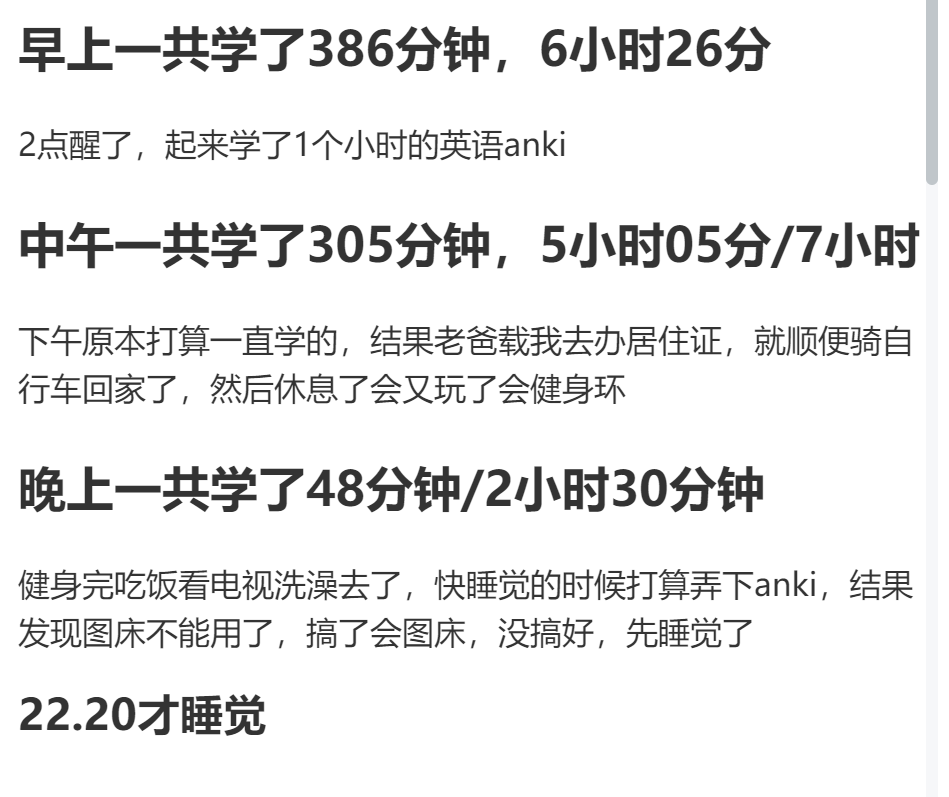 早上一共学了386分钟，6小时26分
2点醒了，起来学了1个小时的英语anki
中午一共学了305分钟，5小时05分/7小时
下午原本打算一直学的，结果老爸载我去办居住证，就顺便骑自
行车回家了，然后休息了会又玩了会健身环
晚上一共学了48分钟/2小时30分钟
健身完吃饭看电视洗澡去了，快睡觉的时候打算弄下anki，结果
发现图床不能用了，搞了会图床，没搞好，先睡觉了
22.20才睡觉